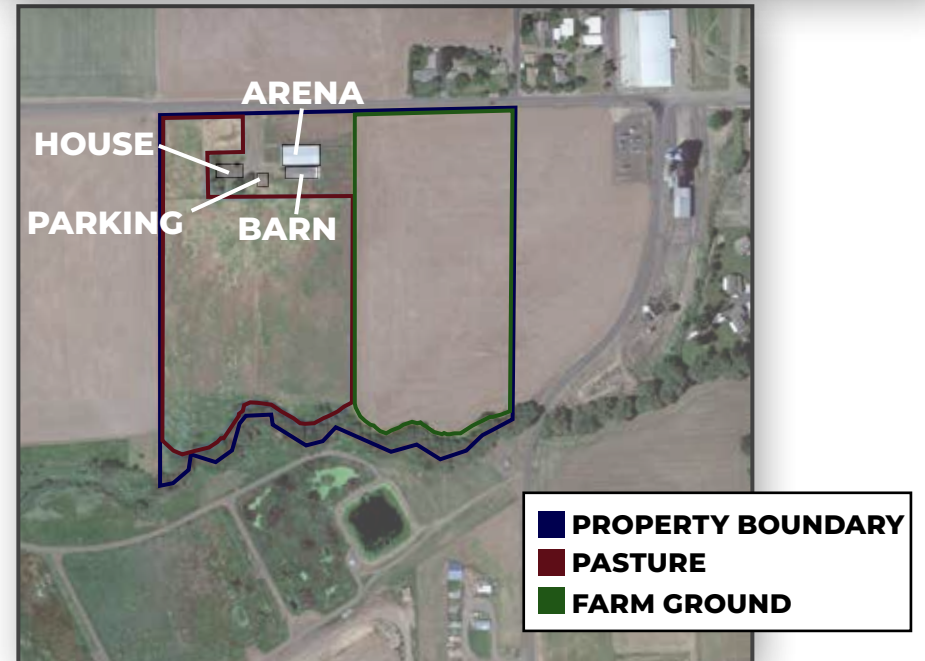 ARENA
HOUSE
PARKING
BARN
PROPERTY BOUNDARY
PASTURE
FARM GROUND